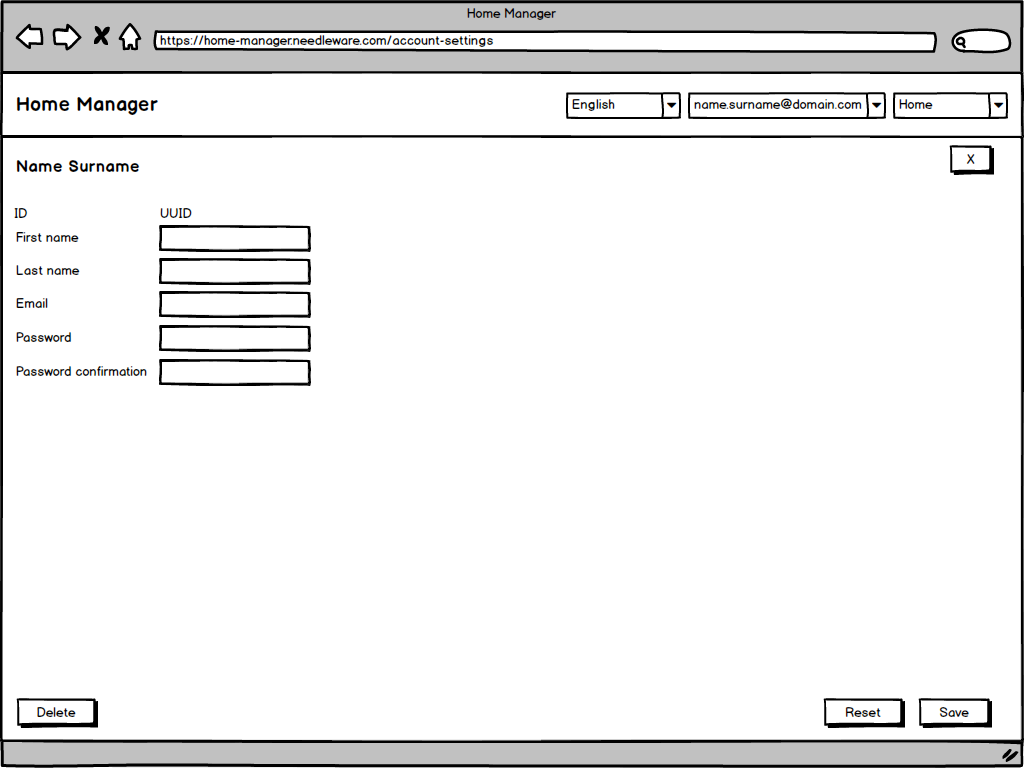 Home Manager
https://home-manager.needleware.com/account-settings
Home Manager English name.surname@domain.com Home
Name Surname X
ID UUID
First name
Last name
Email
Password
Password confirmation
Delete Reset Save